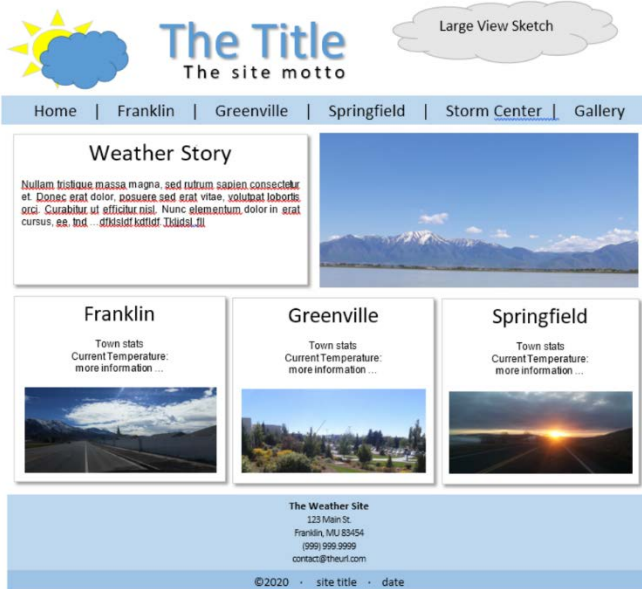 The Title
The site motto
Large View Sketch
Home | Franklin | Greenville | Springfield | Storm Center | Gallery
Weather Story
Nullam tristique massa magna, sed rutrum sapien consectetur
et. Donec erat dolor, posuere sed erat vitae, volutpat lobortis
orci. Curabitur ut efficitur nisl. Nunc elementum dolor in erat
cursus, ee, tnd
Franklin
Town stats
Current Temperature:
more information ...
Greenville
Town stats
Current Temperature:
more information ...
Springfield
Town stats
Current Temperature:
more information ...
The Weather Site
123 Main St.
Franklin, MU 83454
(999) 999.9999
contact@theurl.com
©2020 · site title · date